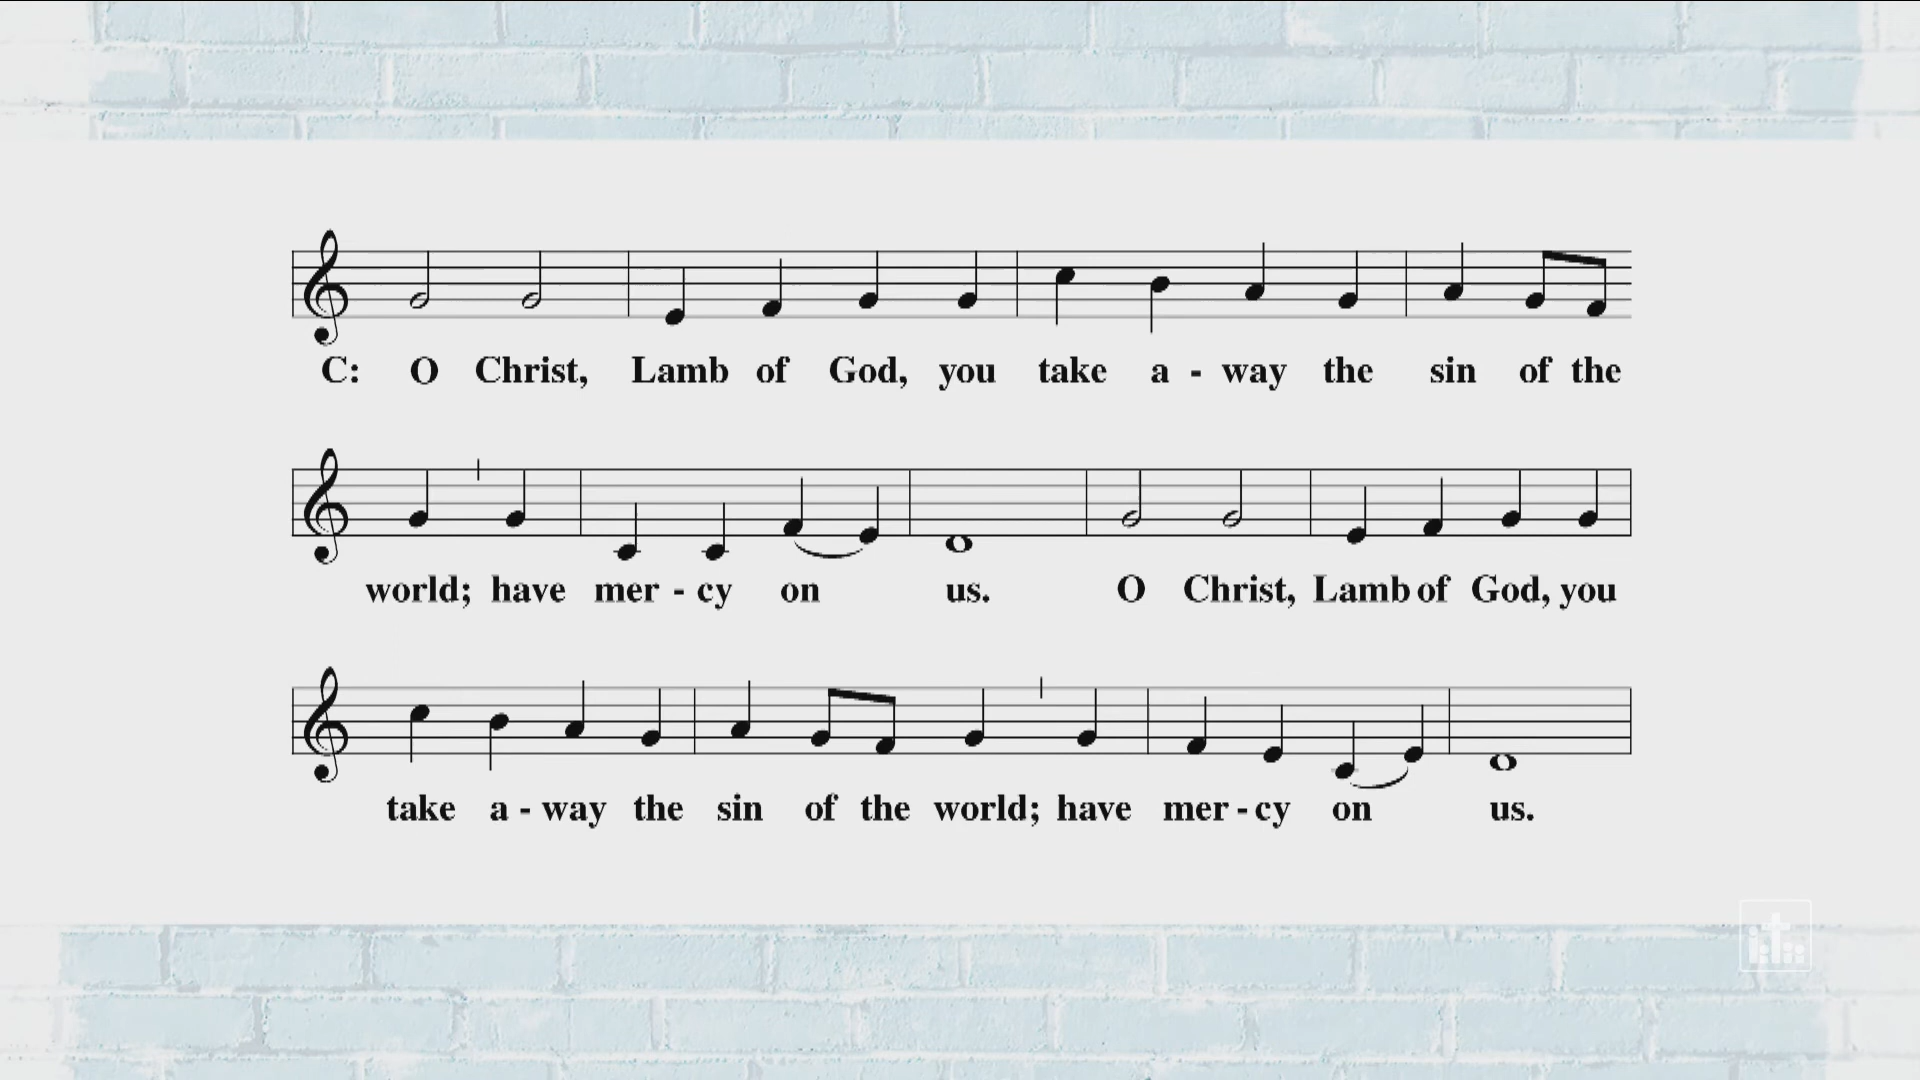 C: O Christ, Lamb of God, you take a - way the sin of the
world; have mer - cy on us. O Christ, Lamb of God, you
take a - way the sin of the world; have mer - cy on us.